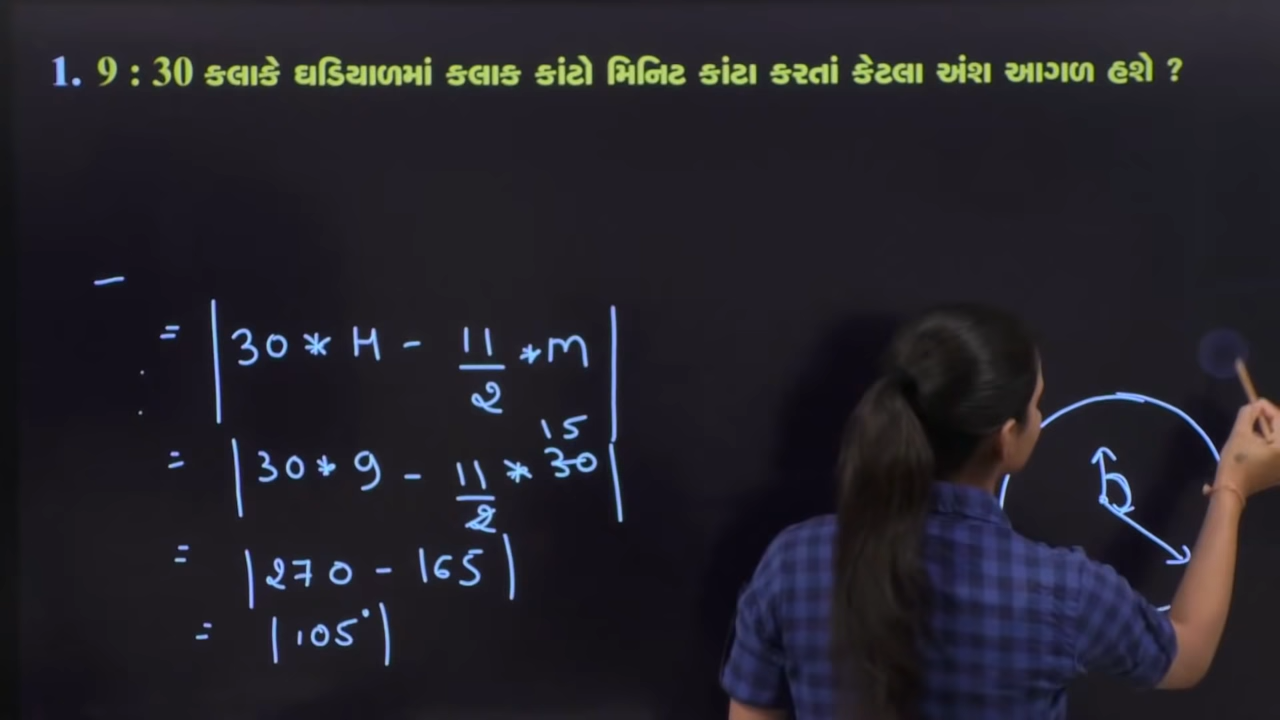 1. 9 : 30 કલાકે ઘડિયાળમાં કલાક કાંટો મિનિટ કાંટા કરતાં કેટલા અંશ આગળ હશે ?
= |30 * H - 11/2 * m|
15
= |30 * 9 - 11/2 * 30|
= |270 - 165|
= |105°|